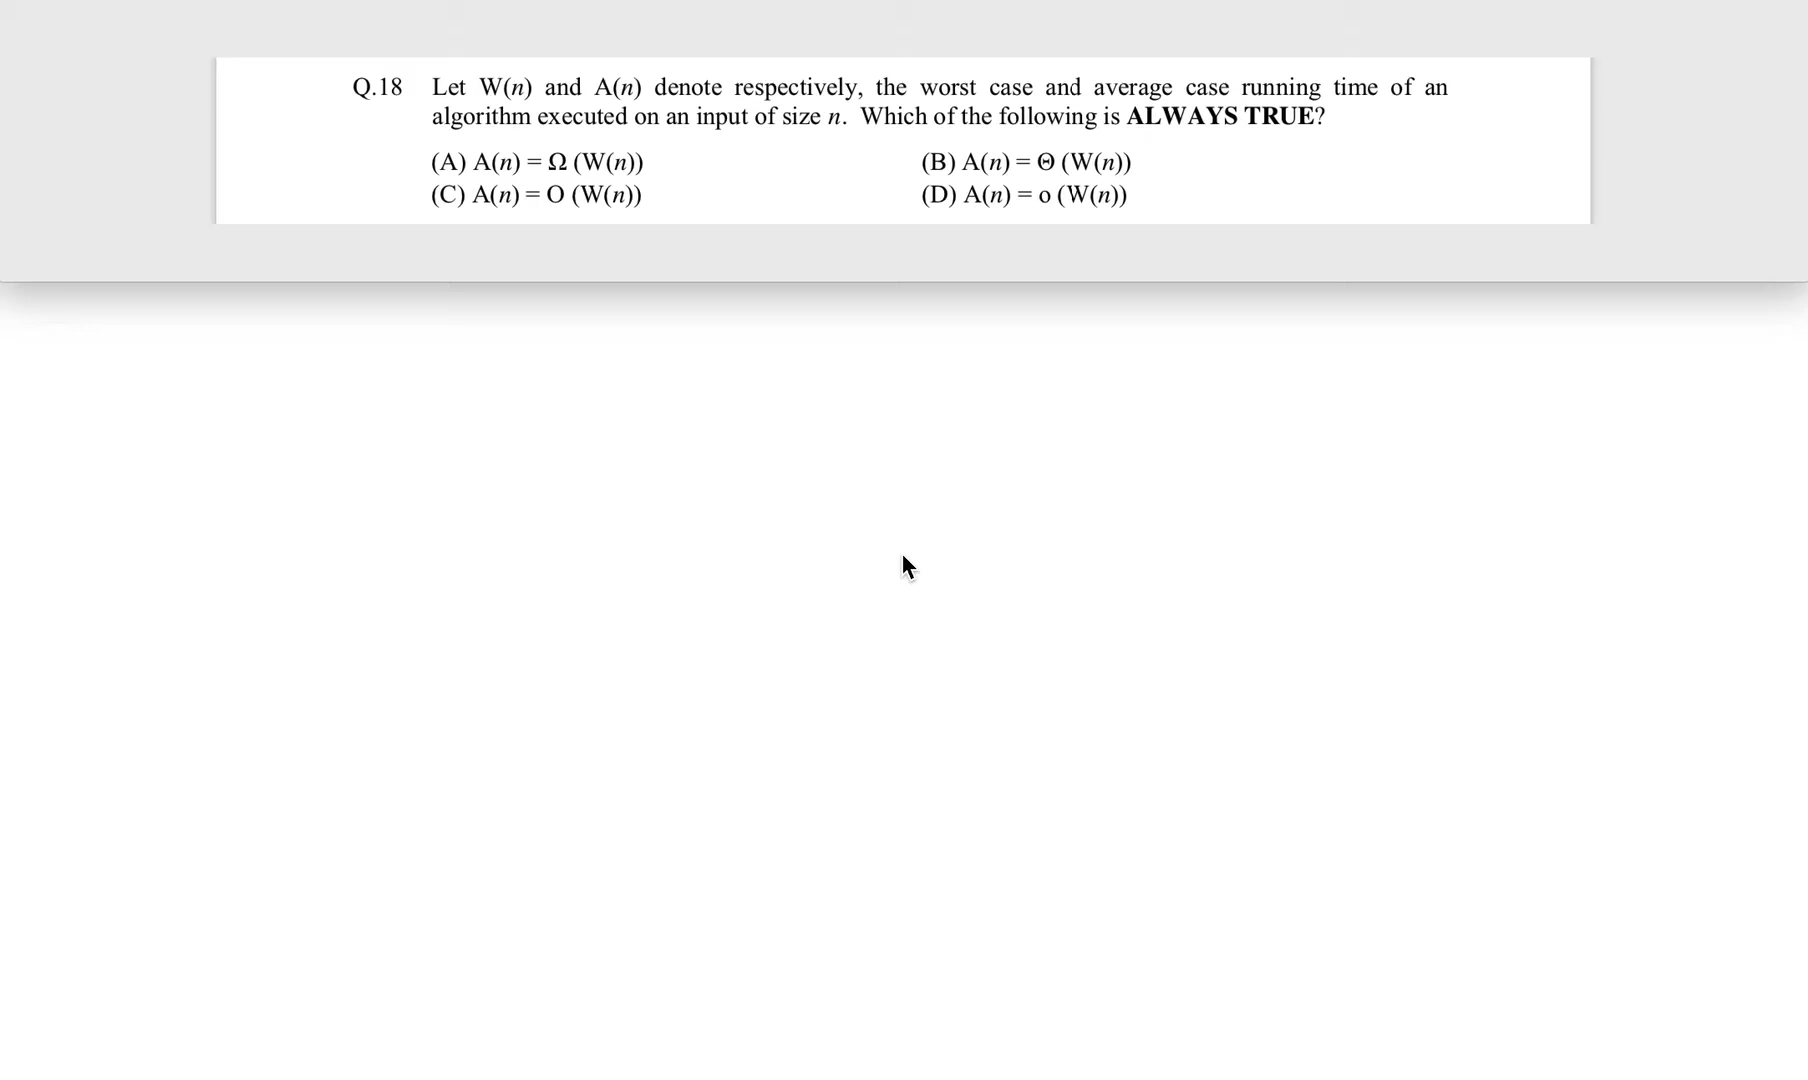 Q.18 Let W(n) and A(n) denote respectively, the worst case and average case running time of an
algorithm executed on an input of size n. Which of the following is ALWAYS TRUE?
(A) A(n) = Ω (W(n)) (B) A(n) = Θ (W(n))
(C) A(n) = O (W(n)) (D) A(n) = o (W(n))